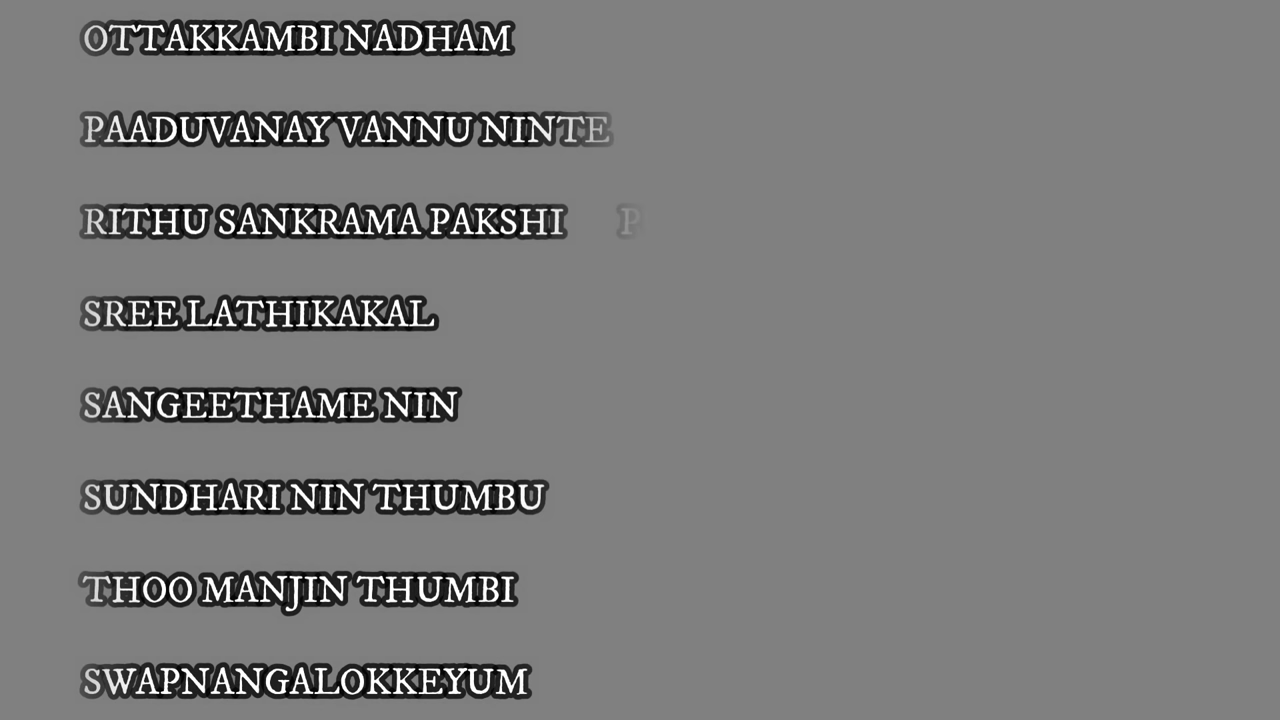 OTTAKKAMBI NADHAM
PAADUVANAY VANNU NINTE
RITHU SANKRAMA PAKSHI P
SREE LATHIKAKAL
SANGEETHAME NIN
SUNDHARI NIN THUMBU
THOO MANJIN THUMBI
SWAPNANGALOKKEYUM